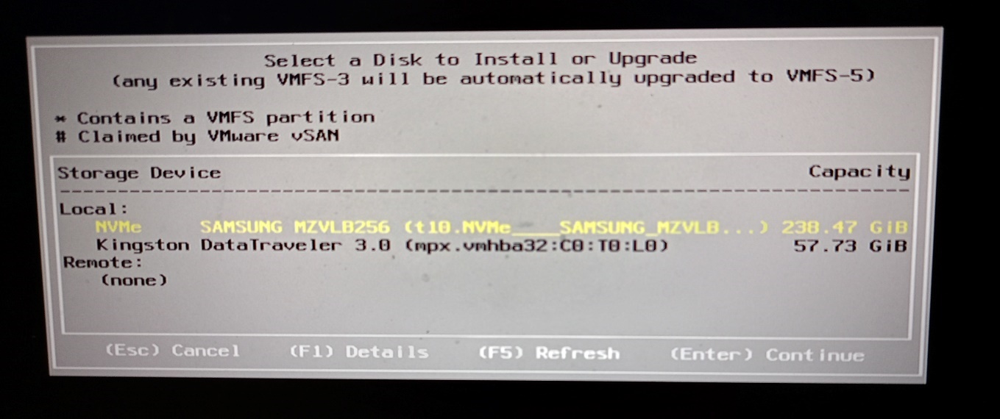 Select a Disk to Install or Upgrade
(any existing VMFS-3 will be automatically upgraded to VMFS-5)
* Contains a VMFS partition
# Claimed by VMware vSAN
Storage Device Capacity
Local:
NVMe SAMSUNG MZVLB256 (t10.NVMe____SAMSUNG_MZVLB...) 238.47 GiB
Kingston DataTraveler 3.0 (mpx.vmhba32:C0:T0:L0) 57.73 GiB
Remote:
(none)
(Esc) Cancel (F1) Details (F5) Refresh (Enter) Continue